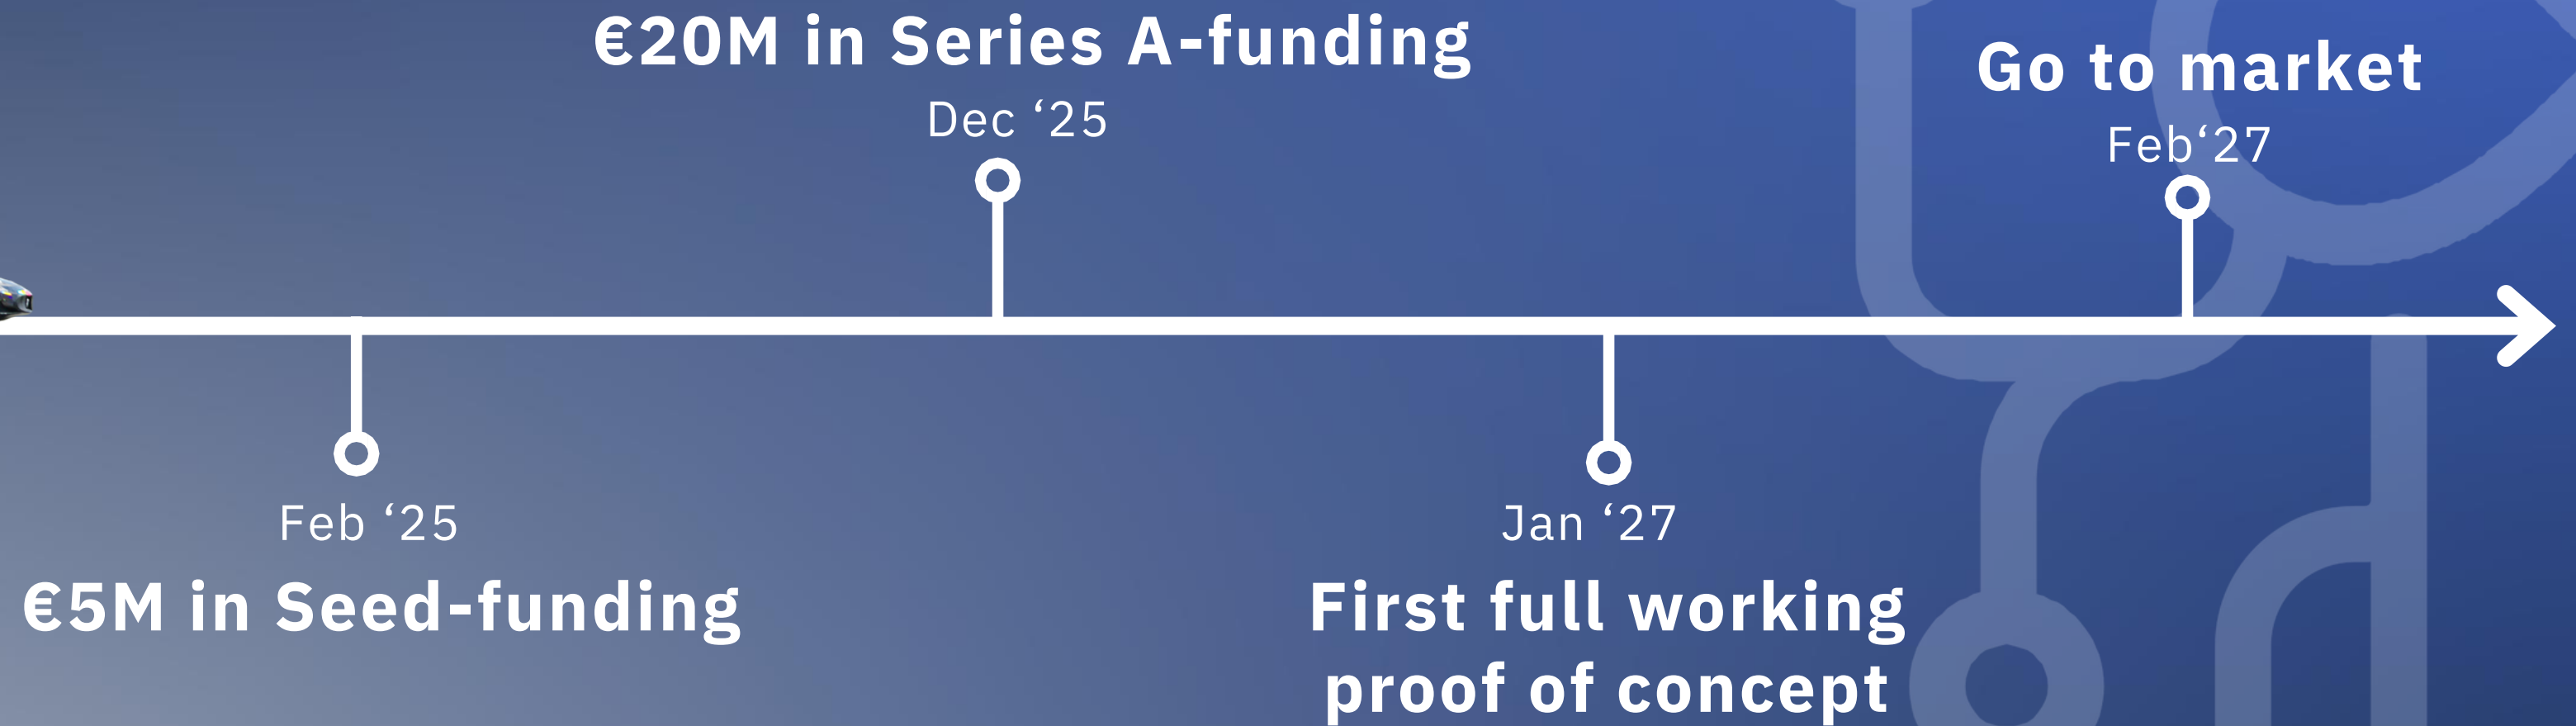 €20M in Series A-funding
Dec ‘25
Go to market
Feb‘27
Feb ‘25
€5M in Seed-funding
Jan ‘27
First full working
proof of concept